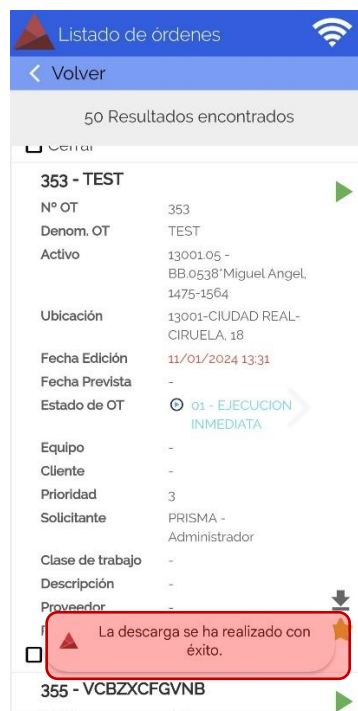 Listado de órdenes
Volver
50 Resultados encontrados
Cerrar
353 - TEST
Nº OT 353
Denom. OT TEST
Activo 13001.05 -
BB.0538*Miguel Angel,
1475-1564
Ubicación 13001-CIUDAD REAL-
CIRUELA, 18
Fecha Edición 11/01/2024 13:31
Fecha Prevista -
Estado de OT 01 - EJECUCION
INMEDIATA
Equipo -
Cliente -
Prioridad 3
Solicitante PRISMA -
Administrador
Clase de trabajo -
Descripción -
Proveedor -
La descarga se ha realizado con
éxito.
355 - VCBZXCFGVNB